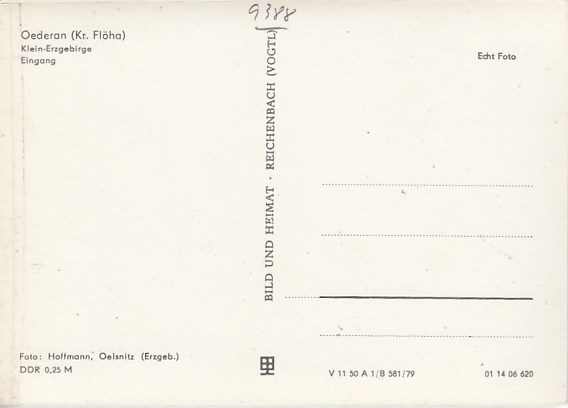 9388
Oederan (Kr. Flöha)
Klein-Erzgebirge
Eingang
Echt Foto
BILD UND HEIMAT · REICHENBACH (VOGTL)
Foto: Hoffmann, Oelsnitz (Erzgeb.)
DDR 0,25 M
V 11 50 A 1/B 581/79
01 14 06 620